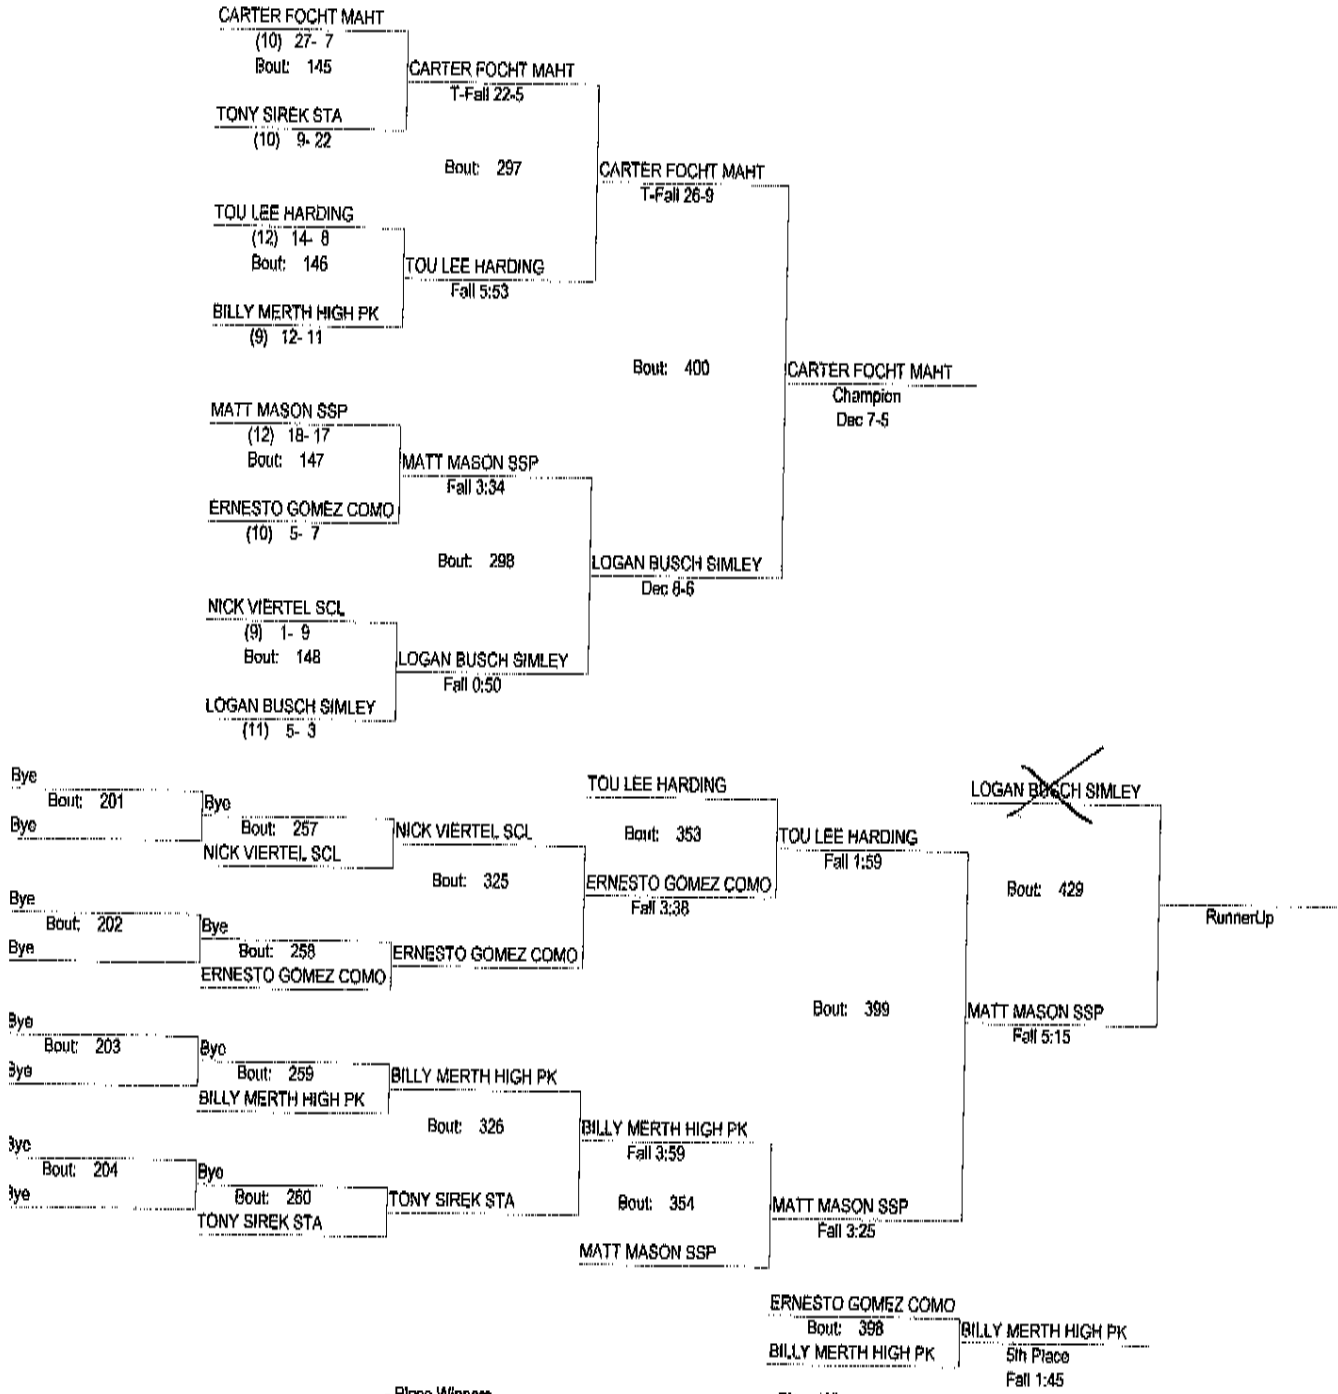 CARTER FOCHT MAHT
(10) 27- 7
Bout: 145
TONY SIREK STA
(10) 9- 22
CARTER FOCHT MAHT
T-Fall 22-5
Bout: 297
TOU LEE HARDING
(12) 14- 8
Bout: 146
BILLY MERTH HIGH PK
(9) 12- 11
TOU LEE HARDING
Fall 5:53
CARTER FOCHT MAHT
T-Fall 26-9
Bout: 400
CARTER FOCHT MAHT
Champion
Dec 7-5
MATT MASON SSP
(12) 18- 17
Bout: 147
ERNESTO GOMEZ COMO
(10) 5- 7
MATT MASON SSP
Fall 3:34
Bout: 298
NICK VIERTEL SCL
(9) 1- 9
Bout: 148
LOGAN BUSCH SIMLEY
(11) 5- 3
LOGAN BUSCH SIMLEY
Fall 0:50
LOGAN BUSCH SIMLEY
Dec 8-6
Bye
Bout: 201
Bye
Bye
Bout: 257
NICK VIERTEL SCL
NICK VIERTEL SCL
Bout: 325
Bye
Bout: 202
Bye
Bye
Bout: 258
ERNESTO GOMEZ COMO
ERNESTO GOMEZ COMO
TOU LEE HARDING
Bout: 353
ERNESTO GOMEZ COMO
Fall 3:38
TOU LEE HARDING
Fall 1:59
Bout: 399
LOGAN BUSCH SIMLEY
Bout: 429
RunnerUp
MATT MASON SSP
Fall 5:15
Bye
Bout: 203
Bye
Bye
Bout: 259
BILLY MERTH HIGH PK
BILLY MERTH HIGH PK
Bout: 326
Bye
Bout: 204
Bye
Bye
Bout: 260
TONY SIREK STA
TONY SIREK STA
BILLY MERTH HIGH PK
Fall 3:59
Bout: 354
MATT MASON SSP
MATT MASON SSP
Fall 3:25
ERNESTO GOMEZ COMO
Bout: 398
BILLY MERTH HIGH PK
BILLY MERTH HIGH PK
5th Place
Fall 1:45